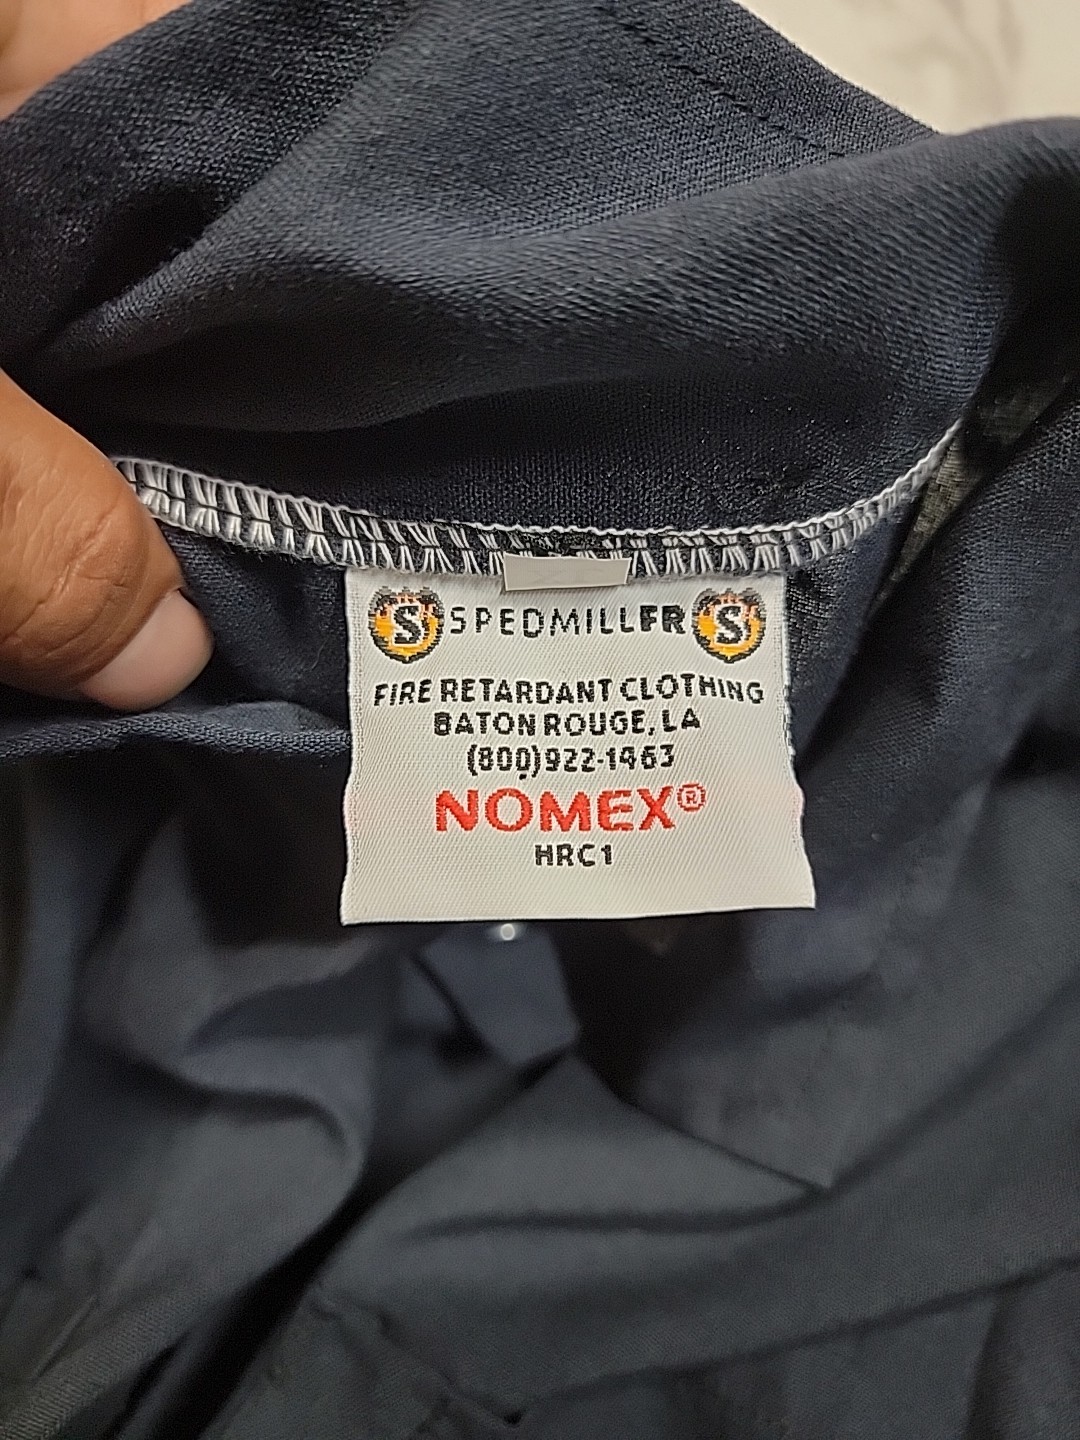 S SPEDMILLFR S
FIRE RETARDANT CLOTHING
BATON ROUGE, LA
(800)922-1463
NOMEX®
HRC1